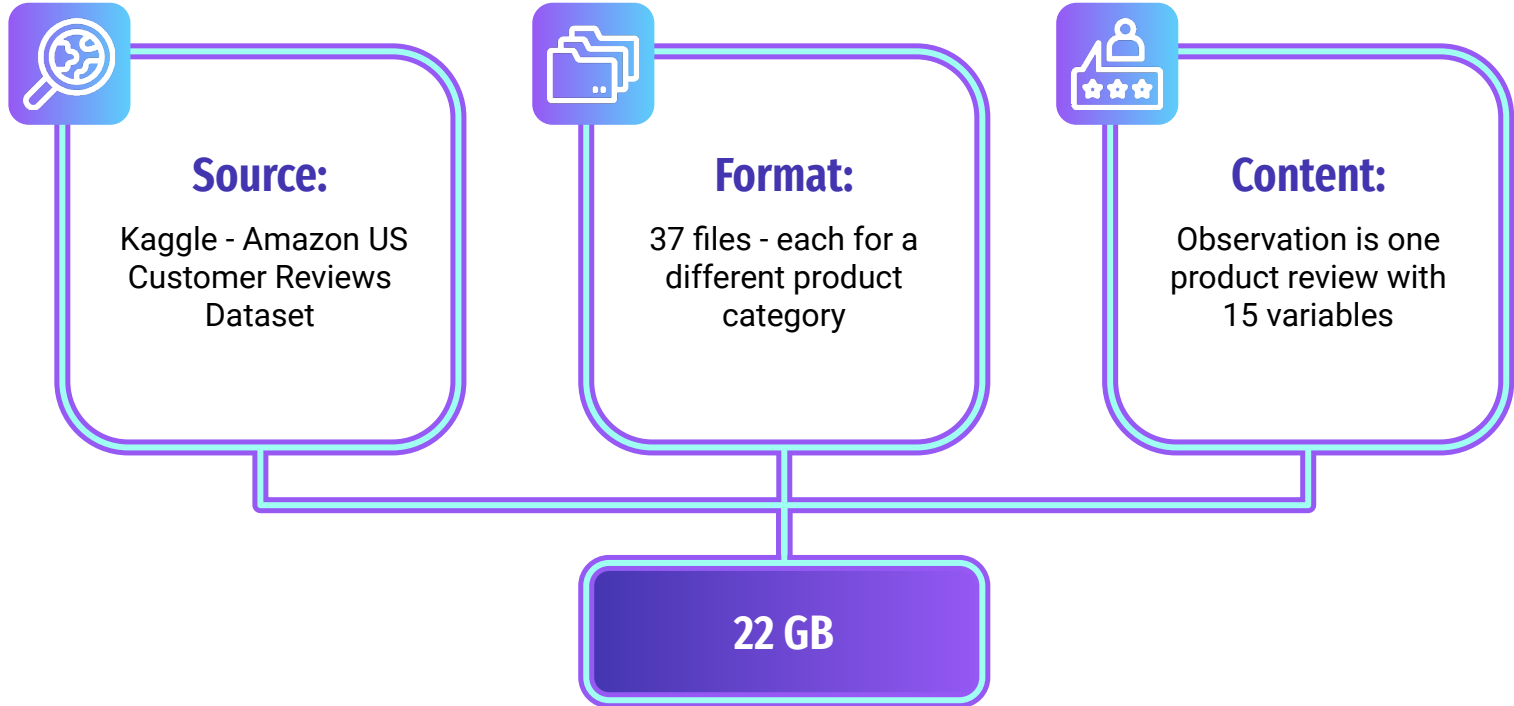 Source:
Kaggle - Amazon US
Customer Reviews
Dataset
Format:
37 files - each for a
different product
category
Content:
Observation is one
product review with
15 variables
22 GB